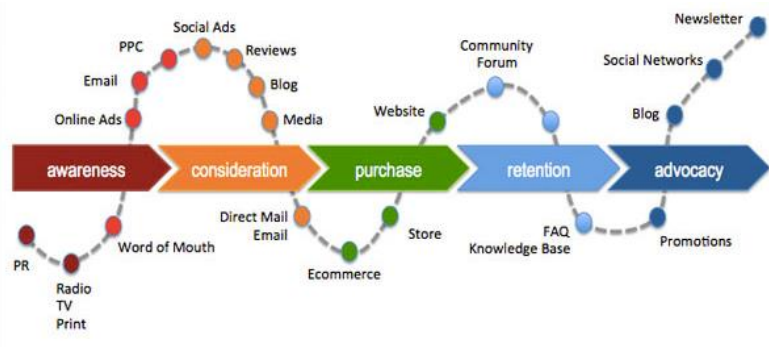 Newsletter
Social Ads
PPC
Reviews
Community
Forum
Social Networks
Email
Blog
Online Ads
Media
Website
Blog
awareness
consideration
purchase
retention
advocacy
Word of Mouth
Direct Mail
Email
Store
FAQ
Knowledge Base
Promotions
PR
Ecommerce
Radio
TV
Print